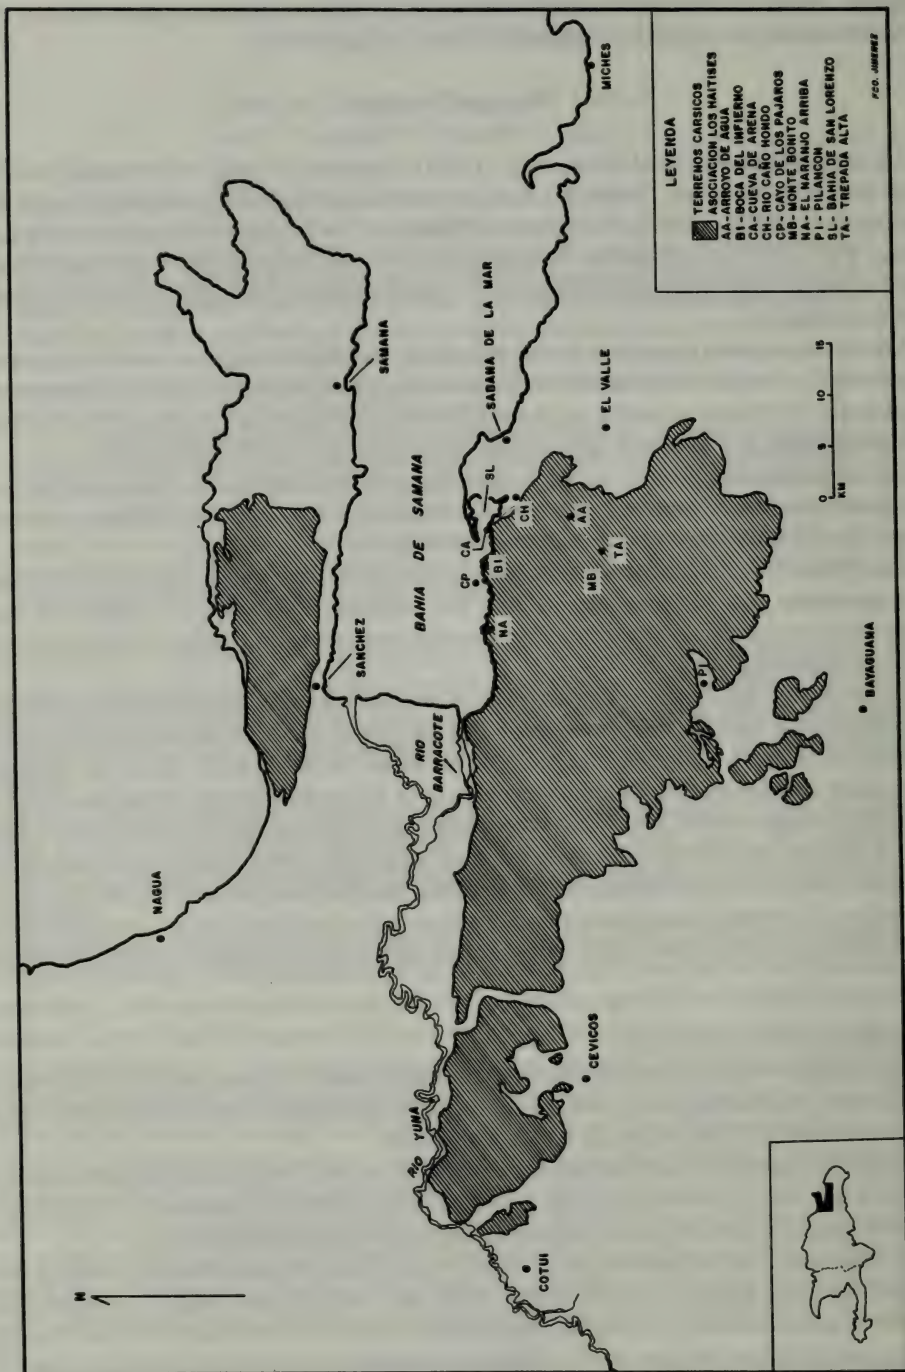 N
NAGUA
SAMANA
SANCHEZ
BAHIA DE SAMANA
SABANA DE LA MAR
MICHES
RIO
BARRACOTE
RIO YUNA
COTUI
CEVICOS
EL VALLE
BAYAGUANA
CP
CA
SL
BI
NA
CH
AA
MB
TA
PI
0 5 10 15
KM
LEYENDA
TERRENOS CARSICOS
ASOCIACION LOS HAITISES
AA- ARROYO DE AGUA
BI- BOCA DEL INFIERNO
CA- CUEVA DE ARENA
CH- RIO CAÑO HONDO
CP- CAYO DE LOS PAJAROS
MB- MONTE BONITO
NA- EL NARANJO ARRIBA
PI- PILANCON
SL- BAHIA DE SAN LORENZO
TA- TREPADA ALTA
FCO. JIMENEZ